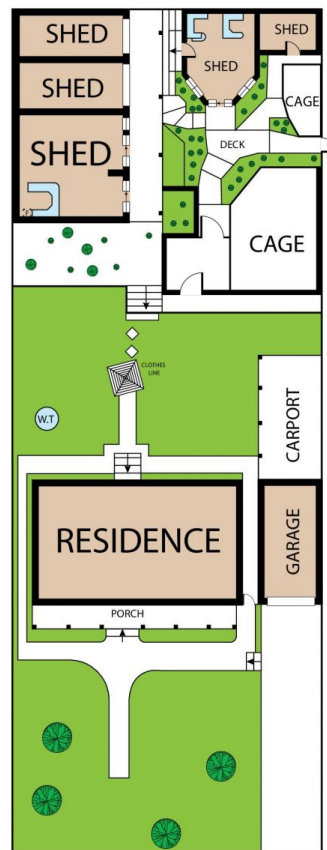 SHED
SHED
SHED
SHED
SHED
CAGE
DECK
CAGE
CLOTHES
LINE
W.T
CARPORT
RESIDENCE
GARAGE
PORCH